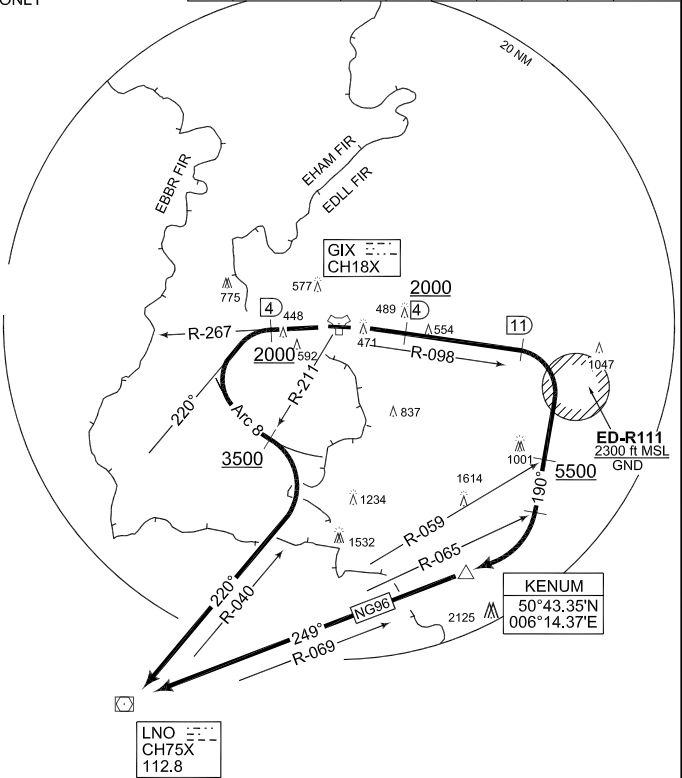 ONLY
20 NM
EBBR FIR
EHAM FIR
EDLL FIR
GIX
CH18X
775
577
489
2000
4
448
4
554
11
R-267
2000
592
471
R-098
1047
R-211
220°
Arc 8
837
ED-R111
2300 ft MSL
GND
3500
1001
5500
1614
190°
1234
R-059
1532
R-065
KENUM
50°43.35'N
006°14.37'E
220°
R-040
NG96
2125
249°
R-069
LNO
CH75X
112.8